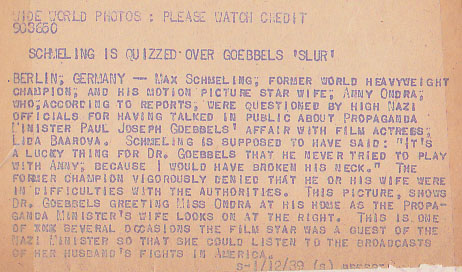 WIDE WORLD PHOTOS : PLEASE WATCH CREDIT
903660
SCHMELING IS QUIZZED OVER GOEBBELS 'SLUR'
BERLIN, GERMANY — MAX SCHMELING, FORMER WORLD HEAVYWEIGHT
CHAMPION, AND HIS MOTION PICTURE STAR WIFE, ANNY ONDRA,
WHO, ACCORDING TO REPORTS, WERE QUESTIONED BY HIGH NAZI
OFFICIALS FOR HAVING TALKED IN PUBLIC ABOUT PROPAGANDA
MINISTER PAUL JOSEPH GOEBBELS' AFFAIR WITH FILM ACTRESS,
LIDA BAAROVA. SCHMELING IS SUPPOSED TO HAVE SAID: "IT'S
A LUCKY THING FOR DR. GOEBBELS THAT HE NEVER TRIED TO PLAY
WITH ANNY, BECAUSE I WOULD HAVE BROKEN HIS NECK." THE
FORMER CHAMPION VIGOROUSLY DENIED THAT HE OR HIS WIFE WERE
IN DIFFICULTIES WITH THE AUTHORITIES. THIS PICTURE, SHOWS
DR. GOEBBELS GREETING MISS ONDRA AT HIS HOME AS THE PROPA-
GANDA MINISTER'S WIFE LOOKS ON AT THE RIGHT. THIS IS ONE
OF SEVERAL OCCASIONS THE FILM STAR WAS A GUEST OF THE
NAZI MINISTER SO THAT SHE COULD LISTEN TO THE BROADCASTS
OF HER HUSBAND'S FIGHTS IN AMERICA.
S-1/12/39 (S)